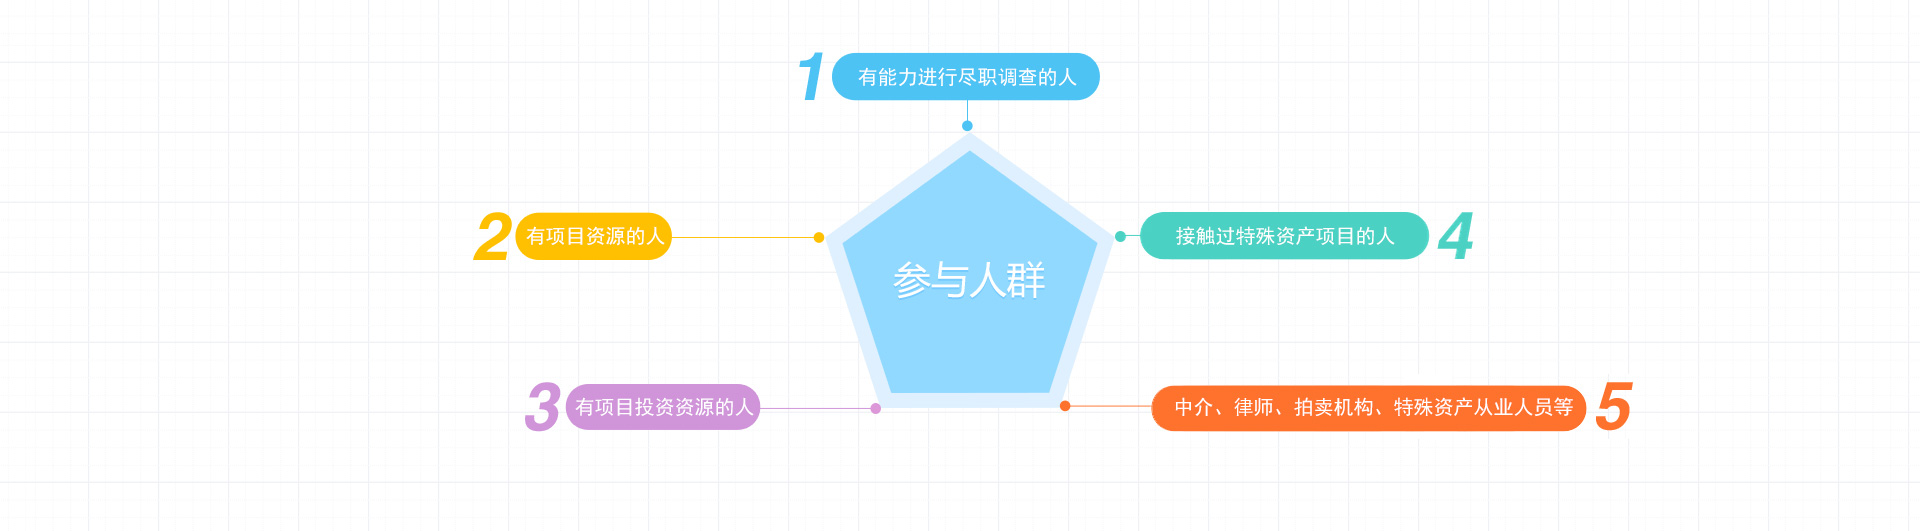 1 有能力进行尽职调查的人
2 有项目资源的人
接触过特殊资产项目的人 4
参与人群
3 有项目投资资源的人
中介、律师、拍卖机构、特殊资产从业人员等 5